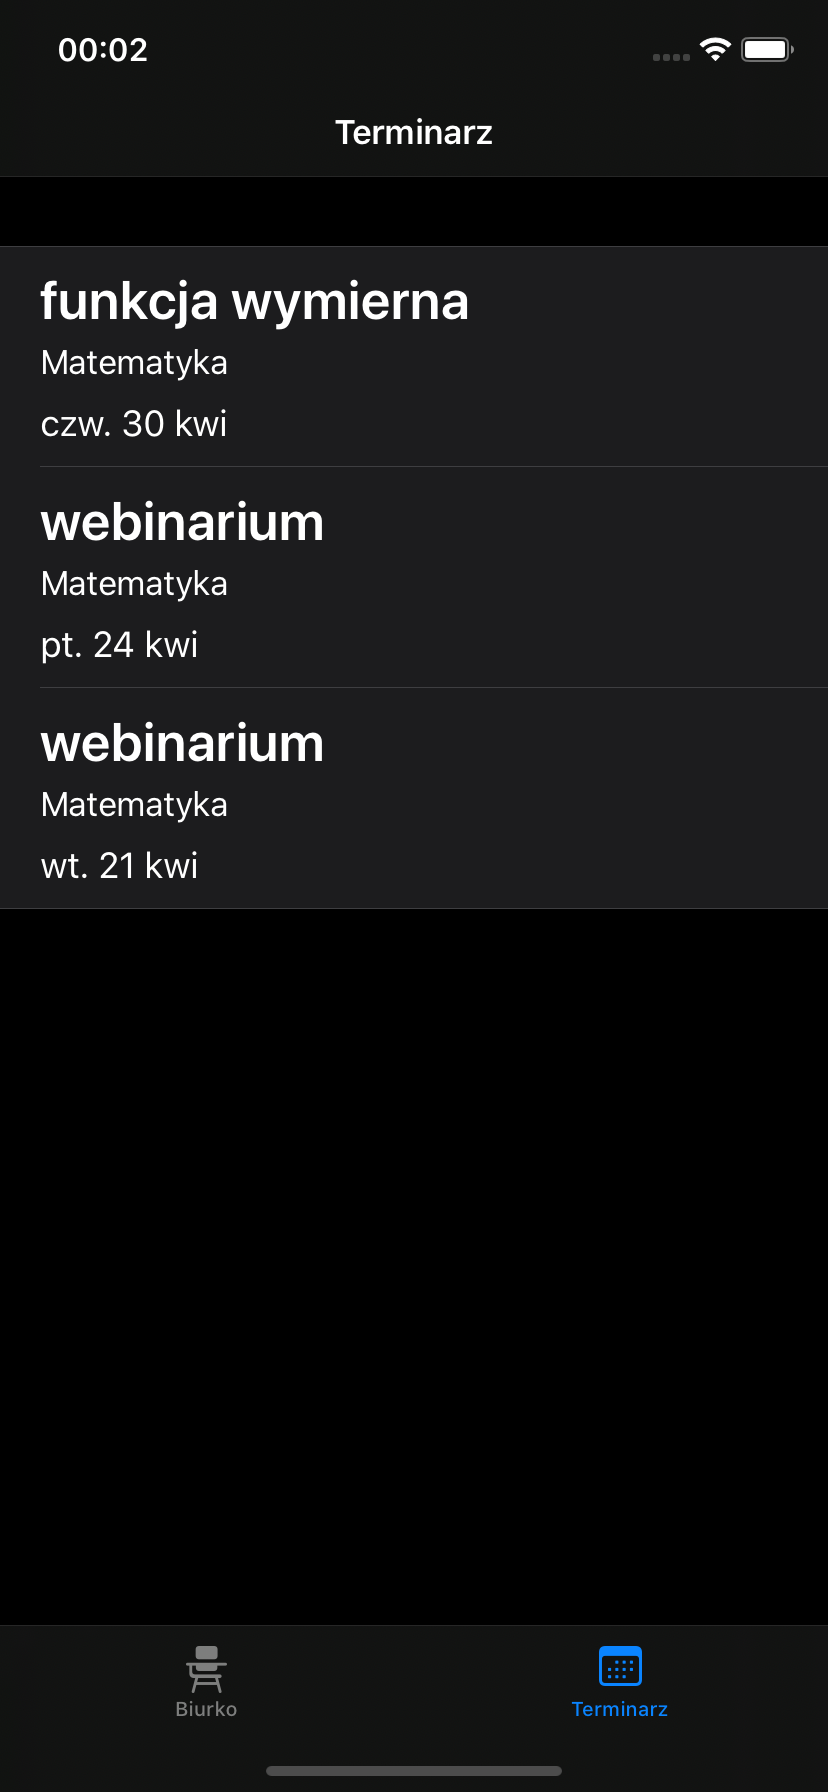 00:02
Terminarz
funkcja wymierna
Matematyka
czw. 30 kwi
webinarium
Matematyka
pt. 24 kwi
webinarium
Matematyka
wt. 21 kwi
Biurko
Terminarz